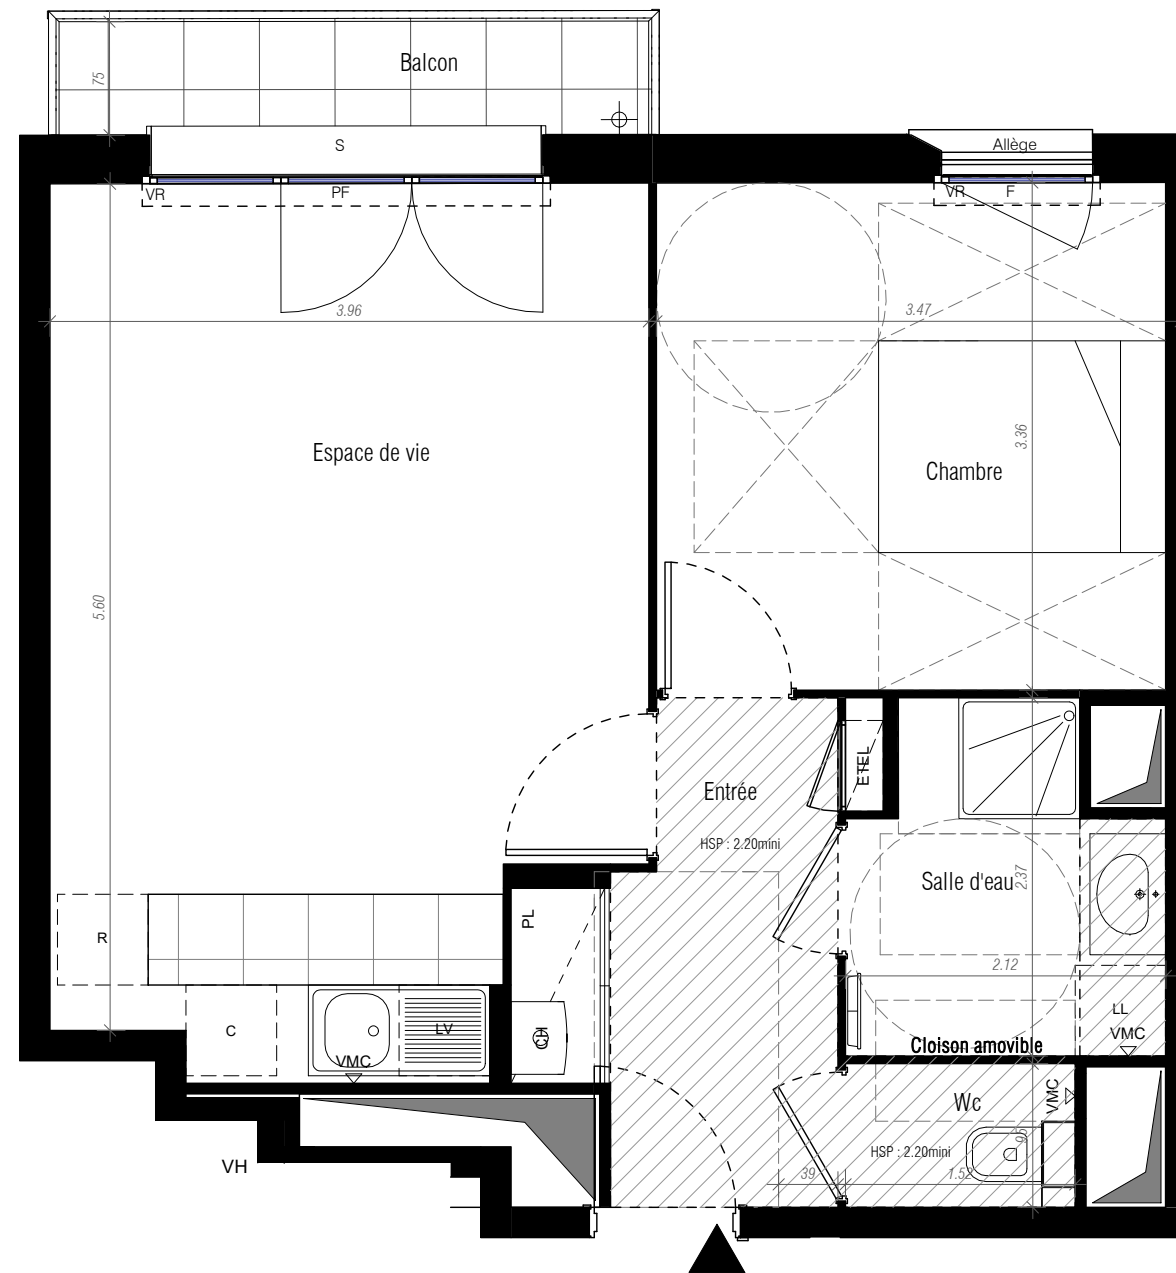 Balcon
75
S
Allège
VR
PF
VR
F
3.96
3.47
3.36
Espace de vie
Chambre
5.60
ETEL
Entrée
HSP : 2.20mini
Salle d'eau
2.37
PL
R
2.12
LL
C
LV
CH
VMC
VMC
Cloison amovible
Wc
VMC
HSP : 2.20mini
95
VH
39
1.52